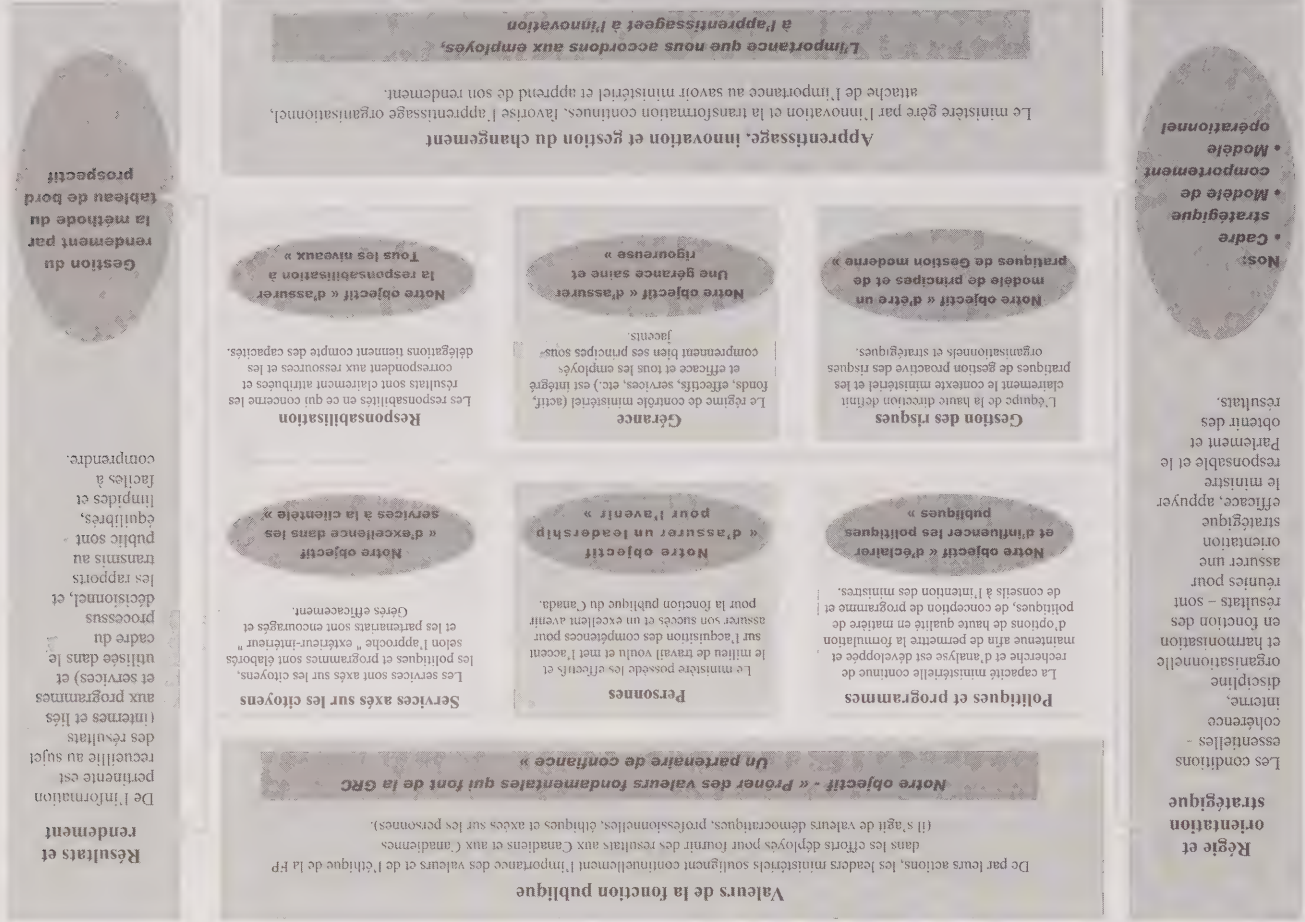 Régie et
orientation
stratégique
Les conditions
essentielles -
cohérence
interne,
discipline
organisationnelle
et harmonisation
en fonction des
résultats – sont
réunies pour
assurer une
orientation
stratégique
efficace, appuyer
le ministre
responsable et le
Parlement et
obtenir des
résultats.
Nos:
• Cadre
stratégique
• Modèle de
comportement
• Modèle
opérationnel
Valeurs de la fonction publique
De par leurs actions, les leaders ministériels soulignent continuellement l'importance des valeurs et de l'éthique de la FP
dans les efforts déployés pour fournir des resultats aux Canadiens et aux Canadiennes
(il s'agit de valeurs démocratiques, professionnelles, éthiques et axées sur les personnes).
Notre objectif - « Prôner des valeurs fondamentales qui font de la GRC
Un partenaire de confiance »
Politiques et programmes
La capacité ministérielle continue de
recherche et d'analyse est développée et
maintenue afin de permettre la formulation
d'options de haute qualité en matière de
politiques, de conception de programme et
de conseils à l'intention des ministres.
Notre objectif « d'éclairer
et d'influencer les politiques
publiques »
Personnes
Le ministère possède les effectifs et
le milieu de travail voulu et met l'accent
sur l'acquisition des compétences pour
assurer son succès et un excellent avenir
pour la fonction publique du Canada.
Notre objectif
« d'assurer un leadership
pour l'avenir »
Services axés sur les citoyens
Les services sont axés sur les citoyens,
les politiques et programmes sont élaborés
selon l'approche " extérieur-intérieur "
et les partenariats sont encouragés et
Gérés efficacement.
Notre objectif
« d'excellence dans les
services à la clientèle »
Gestion des risques
L'équipe de la haute direction définit
clairement le contexte ministériel et les
pratiques de gestion proactive des risques
organisationnels et stratégiques.
Notre objectif « d'être un
modèle de principes et de
pratiques de Gestion moderne »
Gérance
Le régime de contrôle ministériel (actif,
fonds, effectifs, services, etc.) est intégré
et efficace et tous les employés
comprennent bien ses principes sous-
jacents.
Notre objectif « d'assurer
Une gérance saine et
rigoureuse »
Responsabilisation
Les responsabilités en ce qui concerne les
résultats sont clairement attribuées et
correspondent aux ressources et les
délégations tiennent compte des capacités.
Notre objectif « d'assurer
la responsabilisation à
Tous les niveaux »
Apprentissage. innovation et gestion du changement
Le ministère gère par l'innovation et la transformation continues, favorise l'apprentissage organisationnel,
attache de l'importance au savoir ministériel et apprend de son rendement.
L'importance que nous accordons aux employés,
à l'apprentissageet à l'innovation
Résultats et
rendement
De l'information
pertinente est
recueillie au sujet
des résultats
(internes et liés
aux programmes
et services) et
utilisée dans le
cadre du
processus
décisionnel, et
les rapports
transmis au
public sont -
équilibrés,
limpides et
faciles à
comprendre.
Gestion du
rendement par
la méthode du
tableau de bord
prospectif